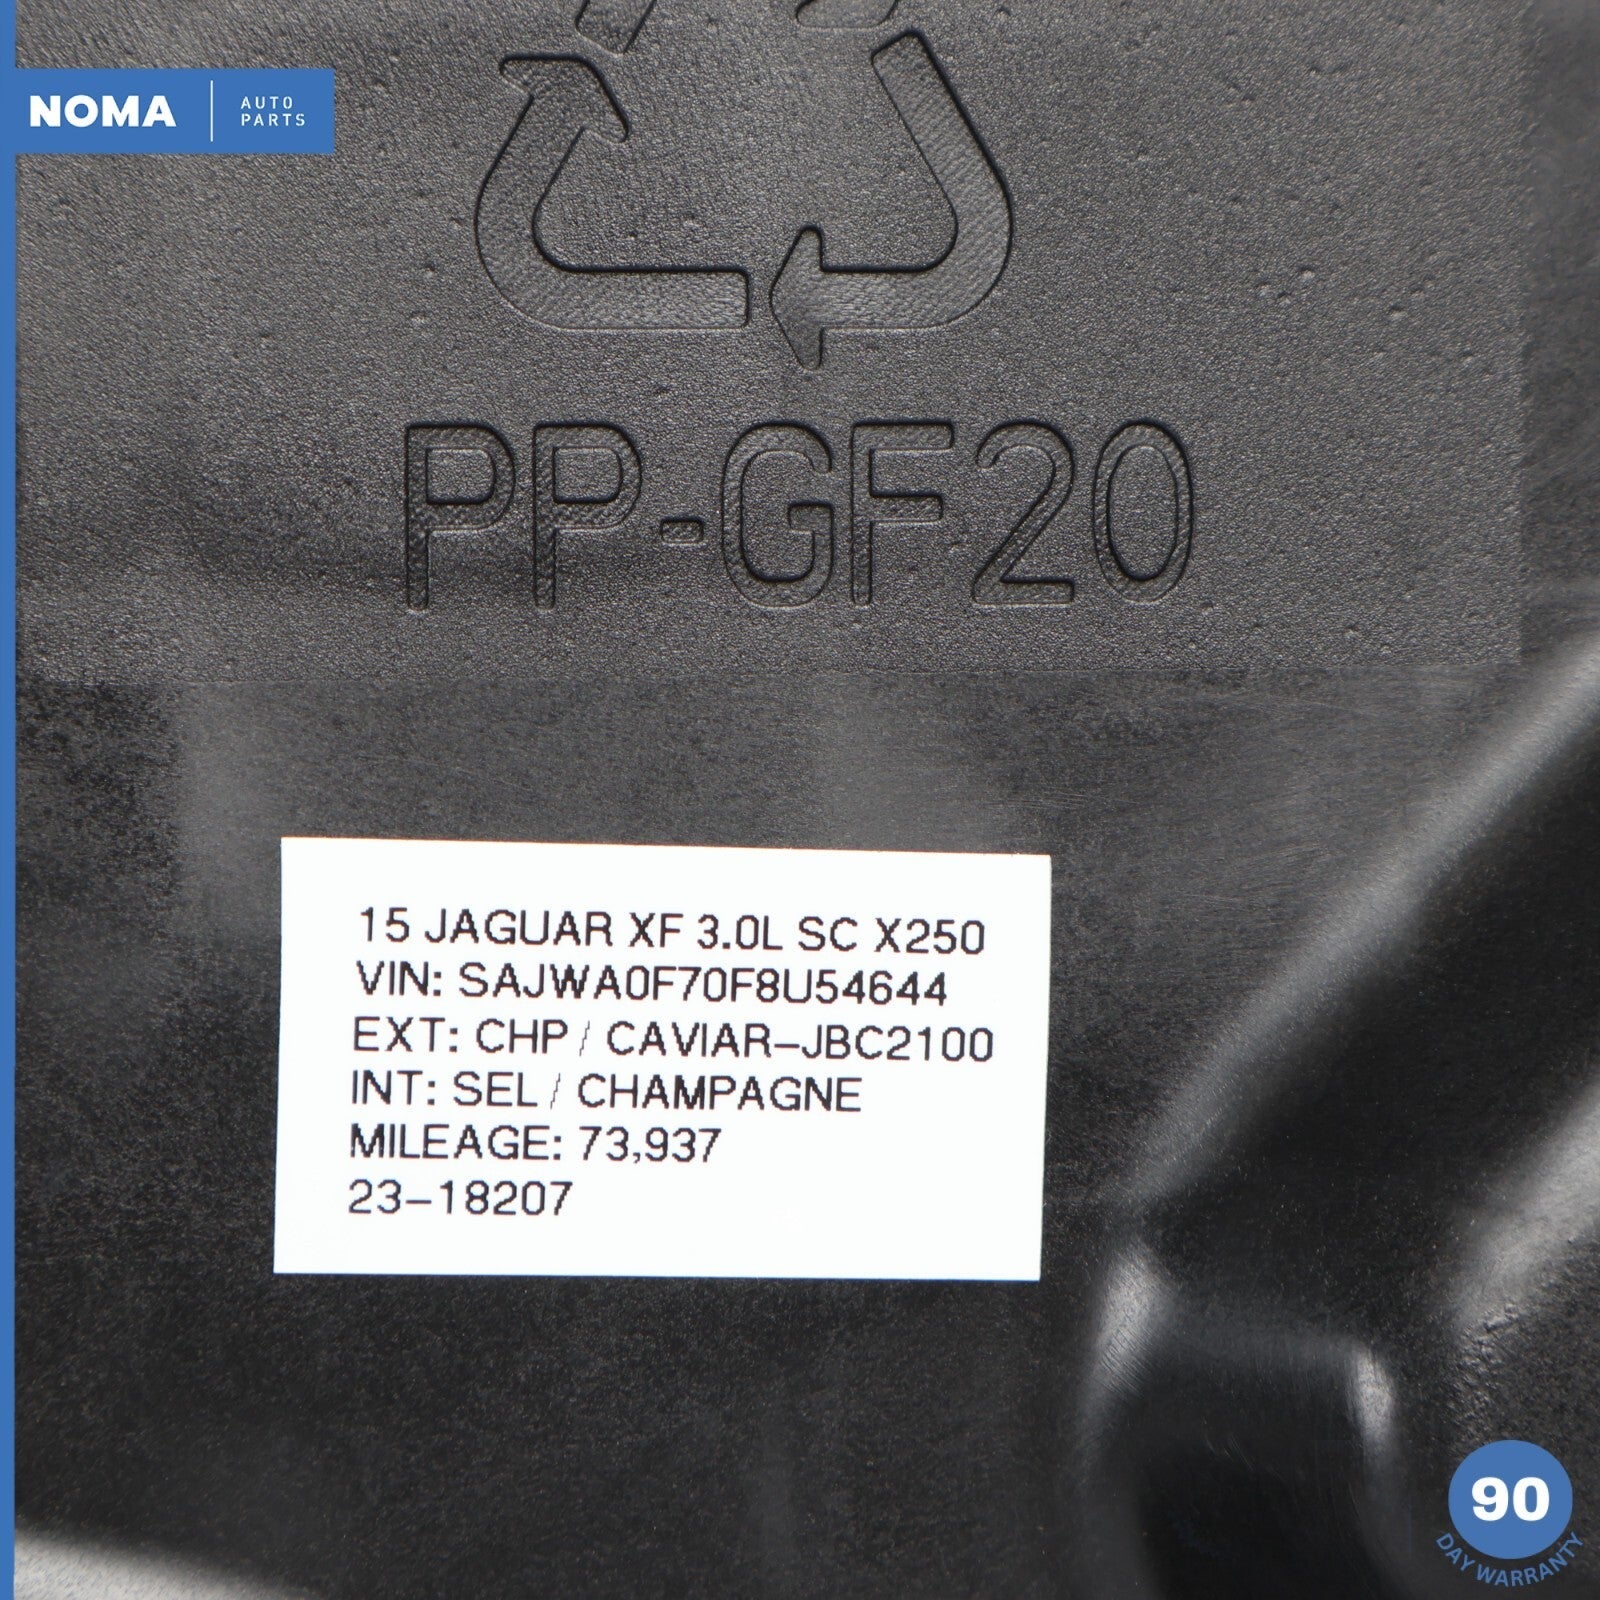 NOMA
AUTO
PARTS
PP-GF20
15 JAGUAR XF 3.0L SC X250
VIN: SAJWA0F70F8U54644
EXT: CHP / CAVIAR-JBC2100
INT: SEL / CHAMPAGNE
MILEAGE: 73,937
23-18207
90
DAY WARRANTY